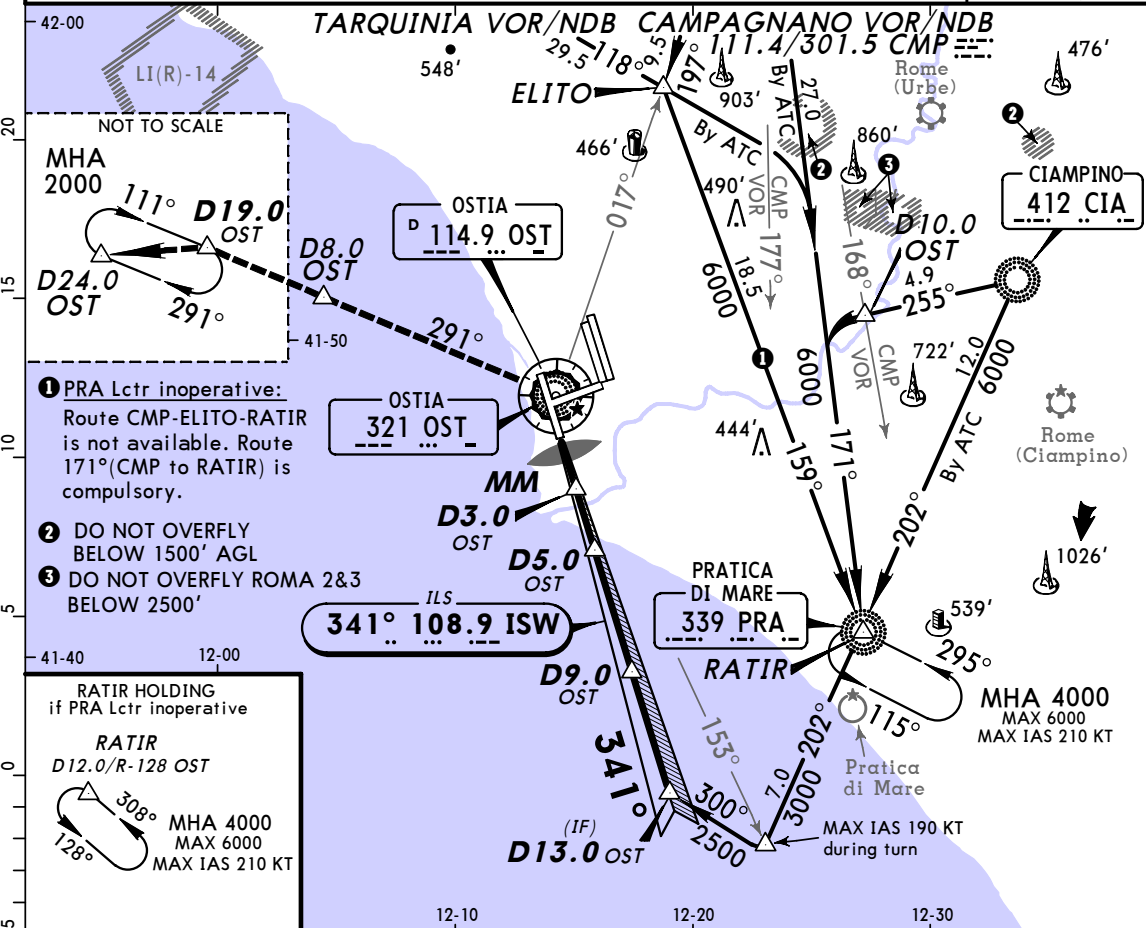 42-00
TARQUINIA VOR/NDB
CAMPAGNANO VOR/NDB
111.4/301.5 CMP
29.5
118°
9.5
197°
548'
LI(R)-14
ELITO
903'
By ATC
27.0
Rome
(Urbe)
476'
NOT TO SCALE
20
MHA
2000
111°
D19.0
OST
D24.0
OST
291°
D8.0
OST
291°
OSTIA
D 114.9 OST
466'
017°
By ATC
490'
CMP
VOR
177°
2
860'
3
2
CIAMPINO
412 CIA
D10.0
OST
168°
4.9
255°
15
41-50
6000
18.5
1
6000
CMP
VOR
722'
12.0
6000
By ATC
Rome
(Ciampino)
1 PRA Lctr inoperative:
Route CMP-ELITO-RATIR
is not available. Route
171°(CMP to RATIR) is
compulsory.
2 DO NOT OVERFLY
BELOW 1500' AGL
3 DO NOT OVERFLY ROMA 2&3
BELOW 2500'
OSTIA
321 OST
10
444'
159°
171°
202°
MM
D3.0
OST
D5.0
OST
1026'
PRATICA
DI MARE
339 PRA
539'
5
ILS
341° 108.9 ISW
RATIR
295°
115°
MHA 4000
MAX 6000
MAX IAS 210 KT
41-40
12-00
D9.0
OST
153°
202°
Pratica
di Mare
RATIR HOLDING
if PRA Lctr inoperative
RATIR
D12.0/R-128 OST
308°
128°
MHA 4000
MAX 6000
MAX IAS 210 KT
0
341°
7.0
3000
300°
2500
(IF)
D13.0 OST
MAX IAS 190 KT
during turn
5
12-10
12-20
12-30